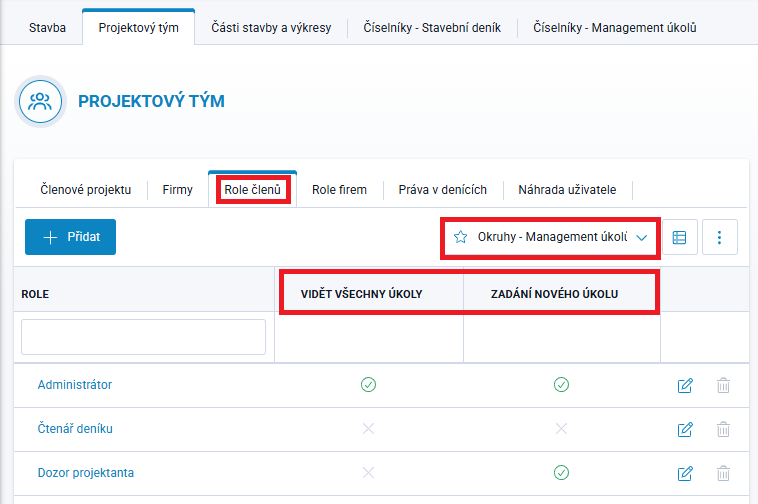 Stavba Projektový tým Části stavby a výkresy Číselníky - Stavební deník Číselníky - Management úkolů
PROJEKTOVÝ TÝM
Členové projektu Firmy Role členů Role firem Práva v denících Náhrada uživatele
Přidat Okruhy - Management úkolů
ROLE VIDĚT VŠECHNY ÚKOLY ZADÁNÍ NOVÉHO ÚKOLU
Administrátor
Čtenář deníku
Dozor projektanta